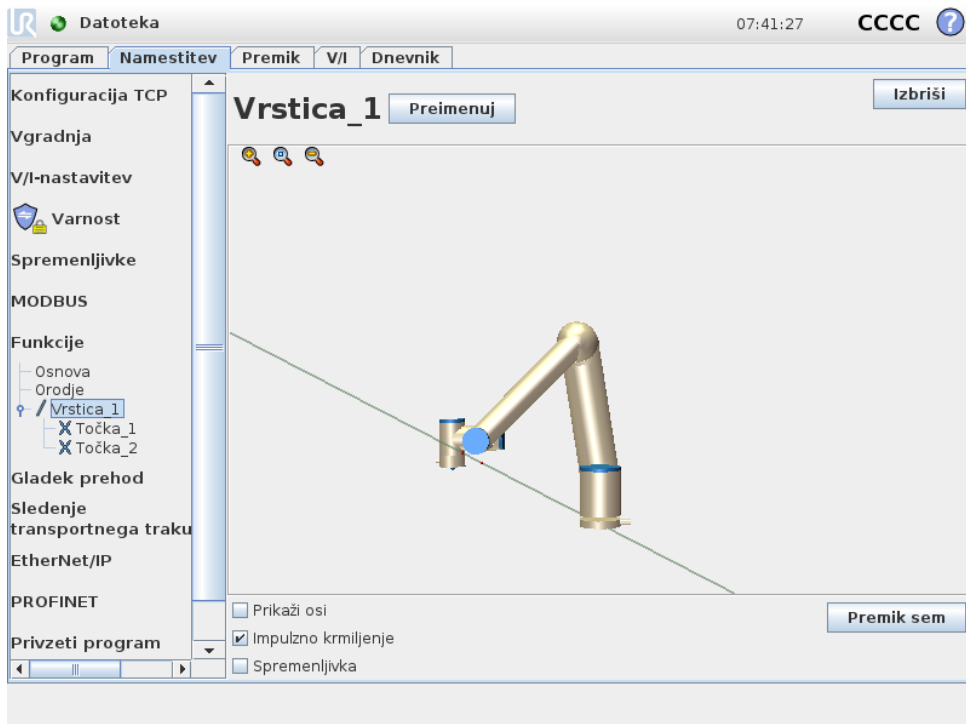 UR Datoteka 07:41:27 CCCC ?
Program Namestitev Premik V/I Dnevnik
Konfiguracija TCP
Vgradnja
V/I-nastavitev
Varnost
Spremenljivke
MODBUS
Funkcije
Osnova
Orodje
Vrstica_1
Točka_1
Točka_2
Gladek prehod
Sledenje
transportnega traku
EtherNet/IP
PROFINET
Privzeti program
Vrstica_1 Preimenuj Izbriši
Prikaži osi
Impulzno krmiljenje
Spremenljivka
Premik sem